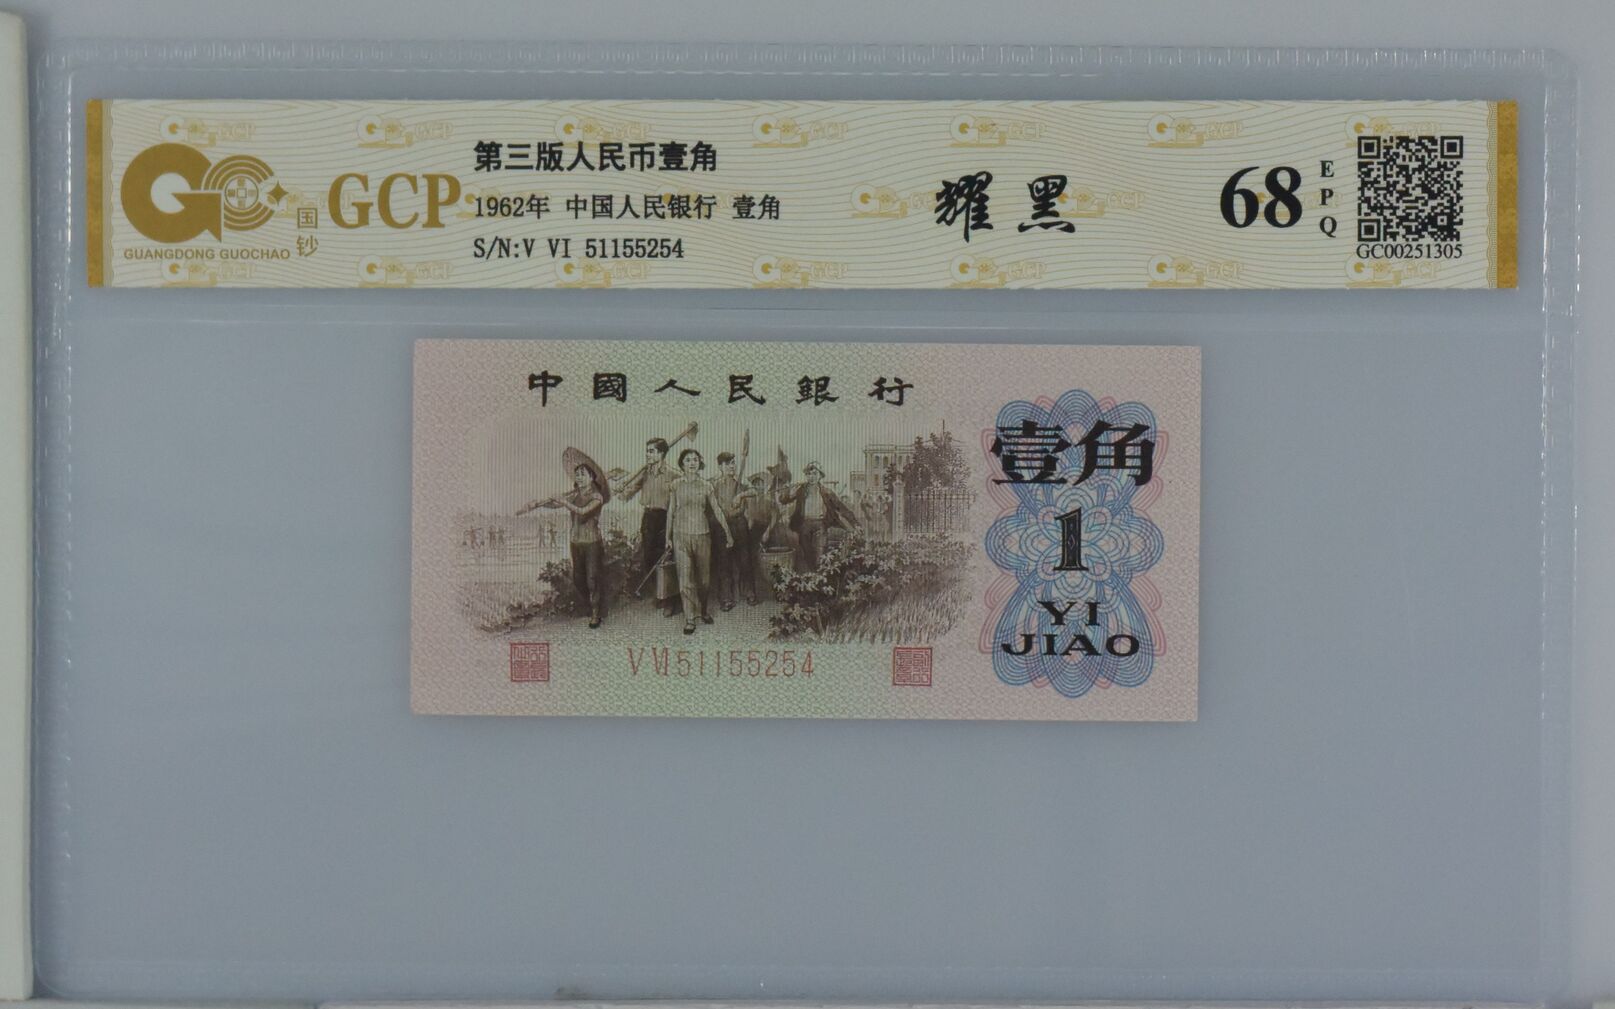 GCP
国钞
GUANGDONG GUOCHAO
第三版人民币壹角
1962年 中国人民银行 壹角
S/N:V VI 51155254
耀黑
68
EPQ
GC00251305
中國人民銀行
壹角
1
YI
JIAO
V VI 51155254